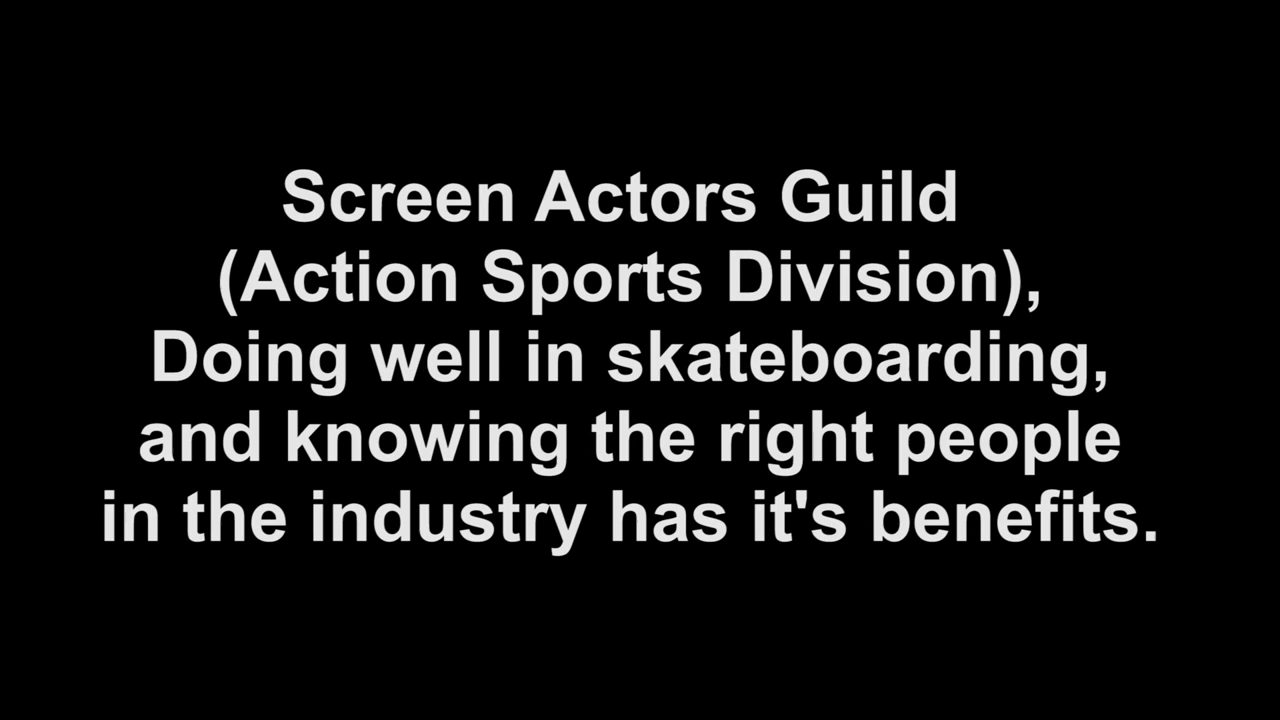 Screen Actors Guild
(Action Sports Division),
Doing well in skateboarding,
and knowing the right people
in the industry has it's benefits.